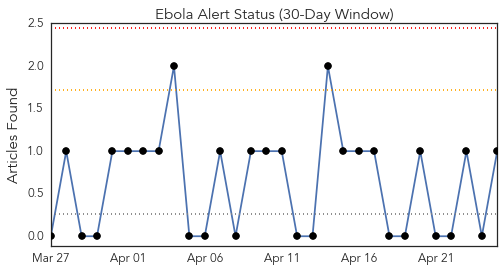 Ebola Alert Status (30-Day Window)
Articles Found
2.5
2.0
1.5
1.0
0.5
0.0
Mar 27 Apr 01 Apr 06 Apr 11 Apr 16 Apr 21